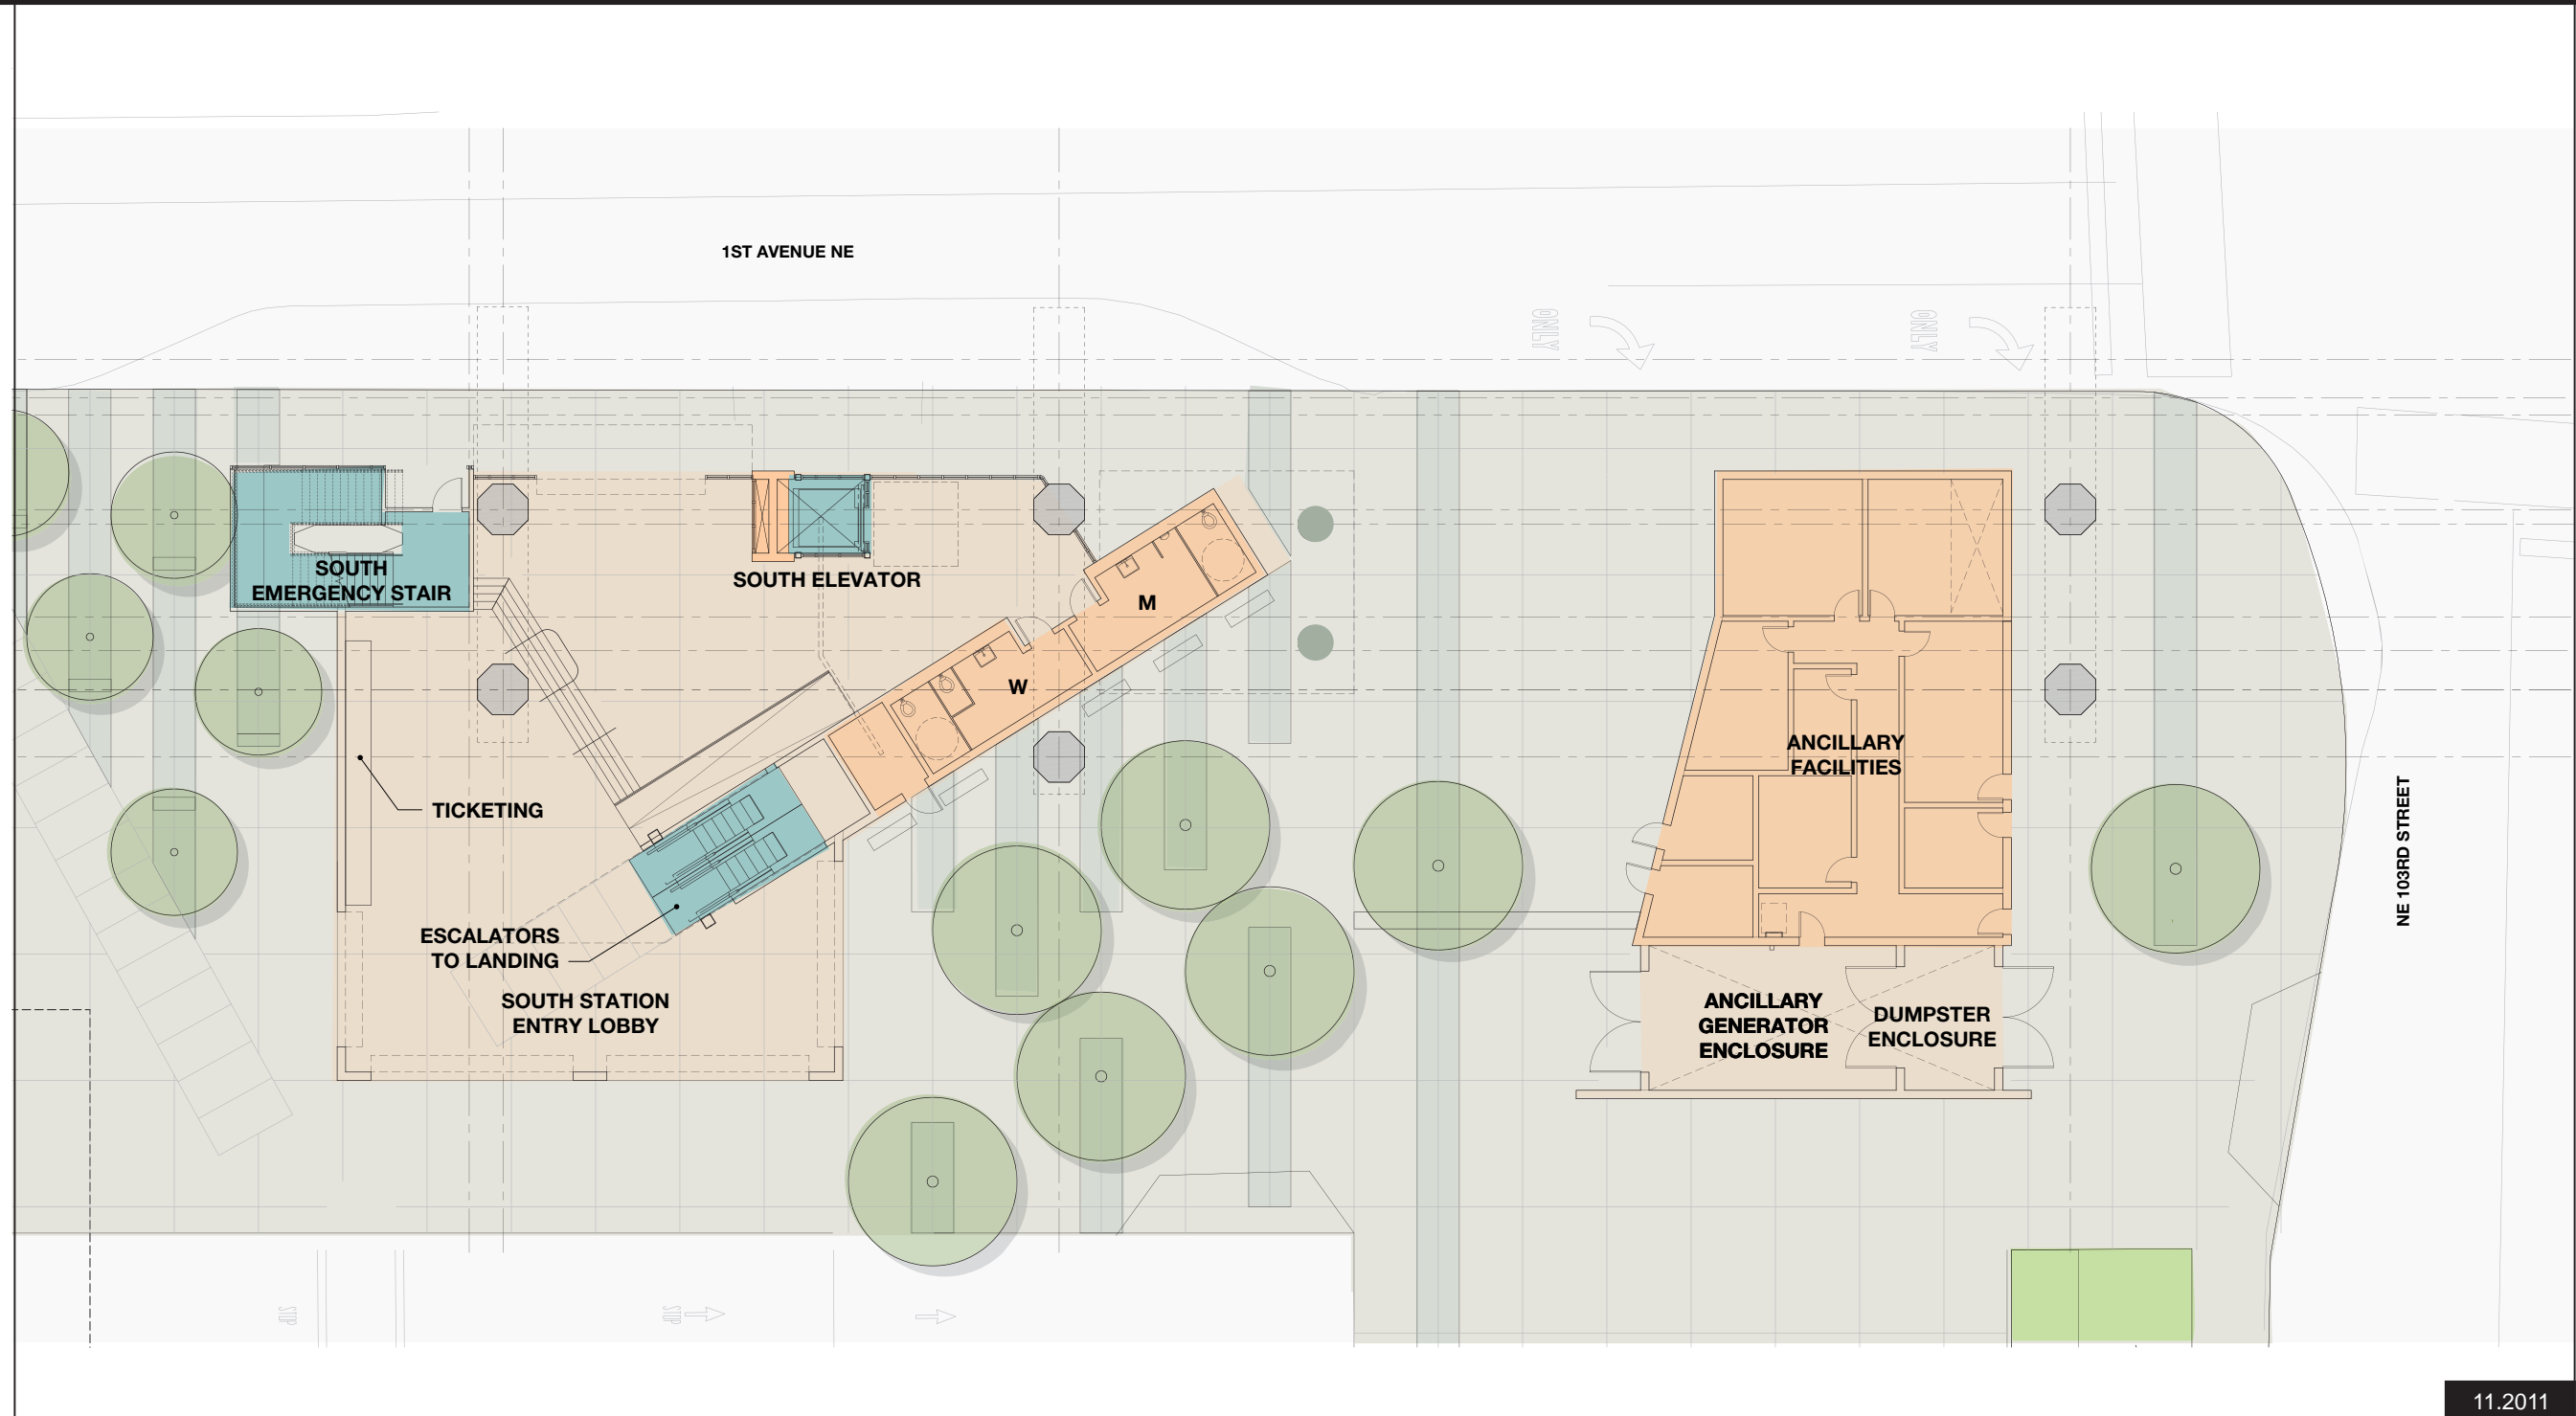 1ST AVENUE NE
ONLY
ONLY
SOUTH
EMERGENCY STAIR
SOUTH ELEVATOR
M
W
TICKETING
ESCALATORS
TO LANDING
SOUTH STATION
ENTRY LOBBY
ANCILLARY
FACILITIES
ANCILLARY
GENERATOR
ENCLOSURE
DUMPSTER
ENCLOSURE
NE 103RD STREET
11.2011